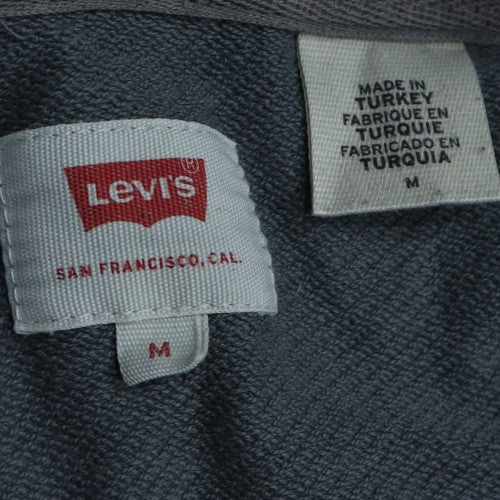 LEVI'S®
SAN FRANCISCO, CAL.
M
MADE IN
TURKEY
FABRIQUE EN
TURQUIE
FABRICADO EN
TURQUIA
M